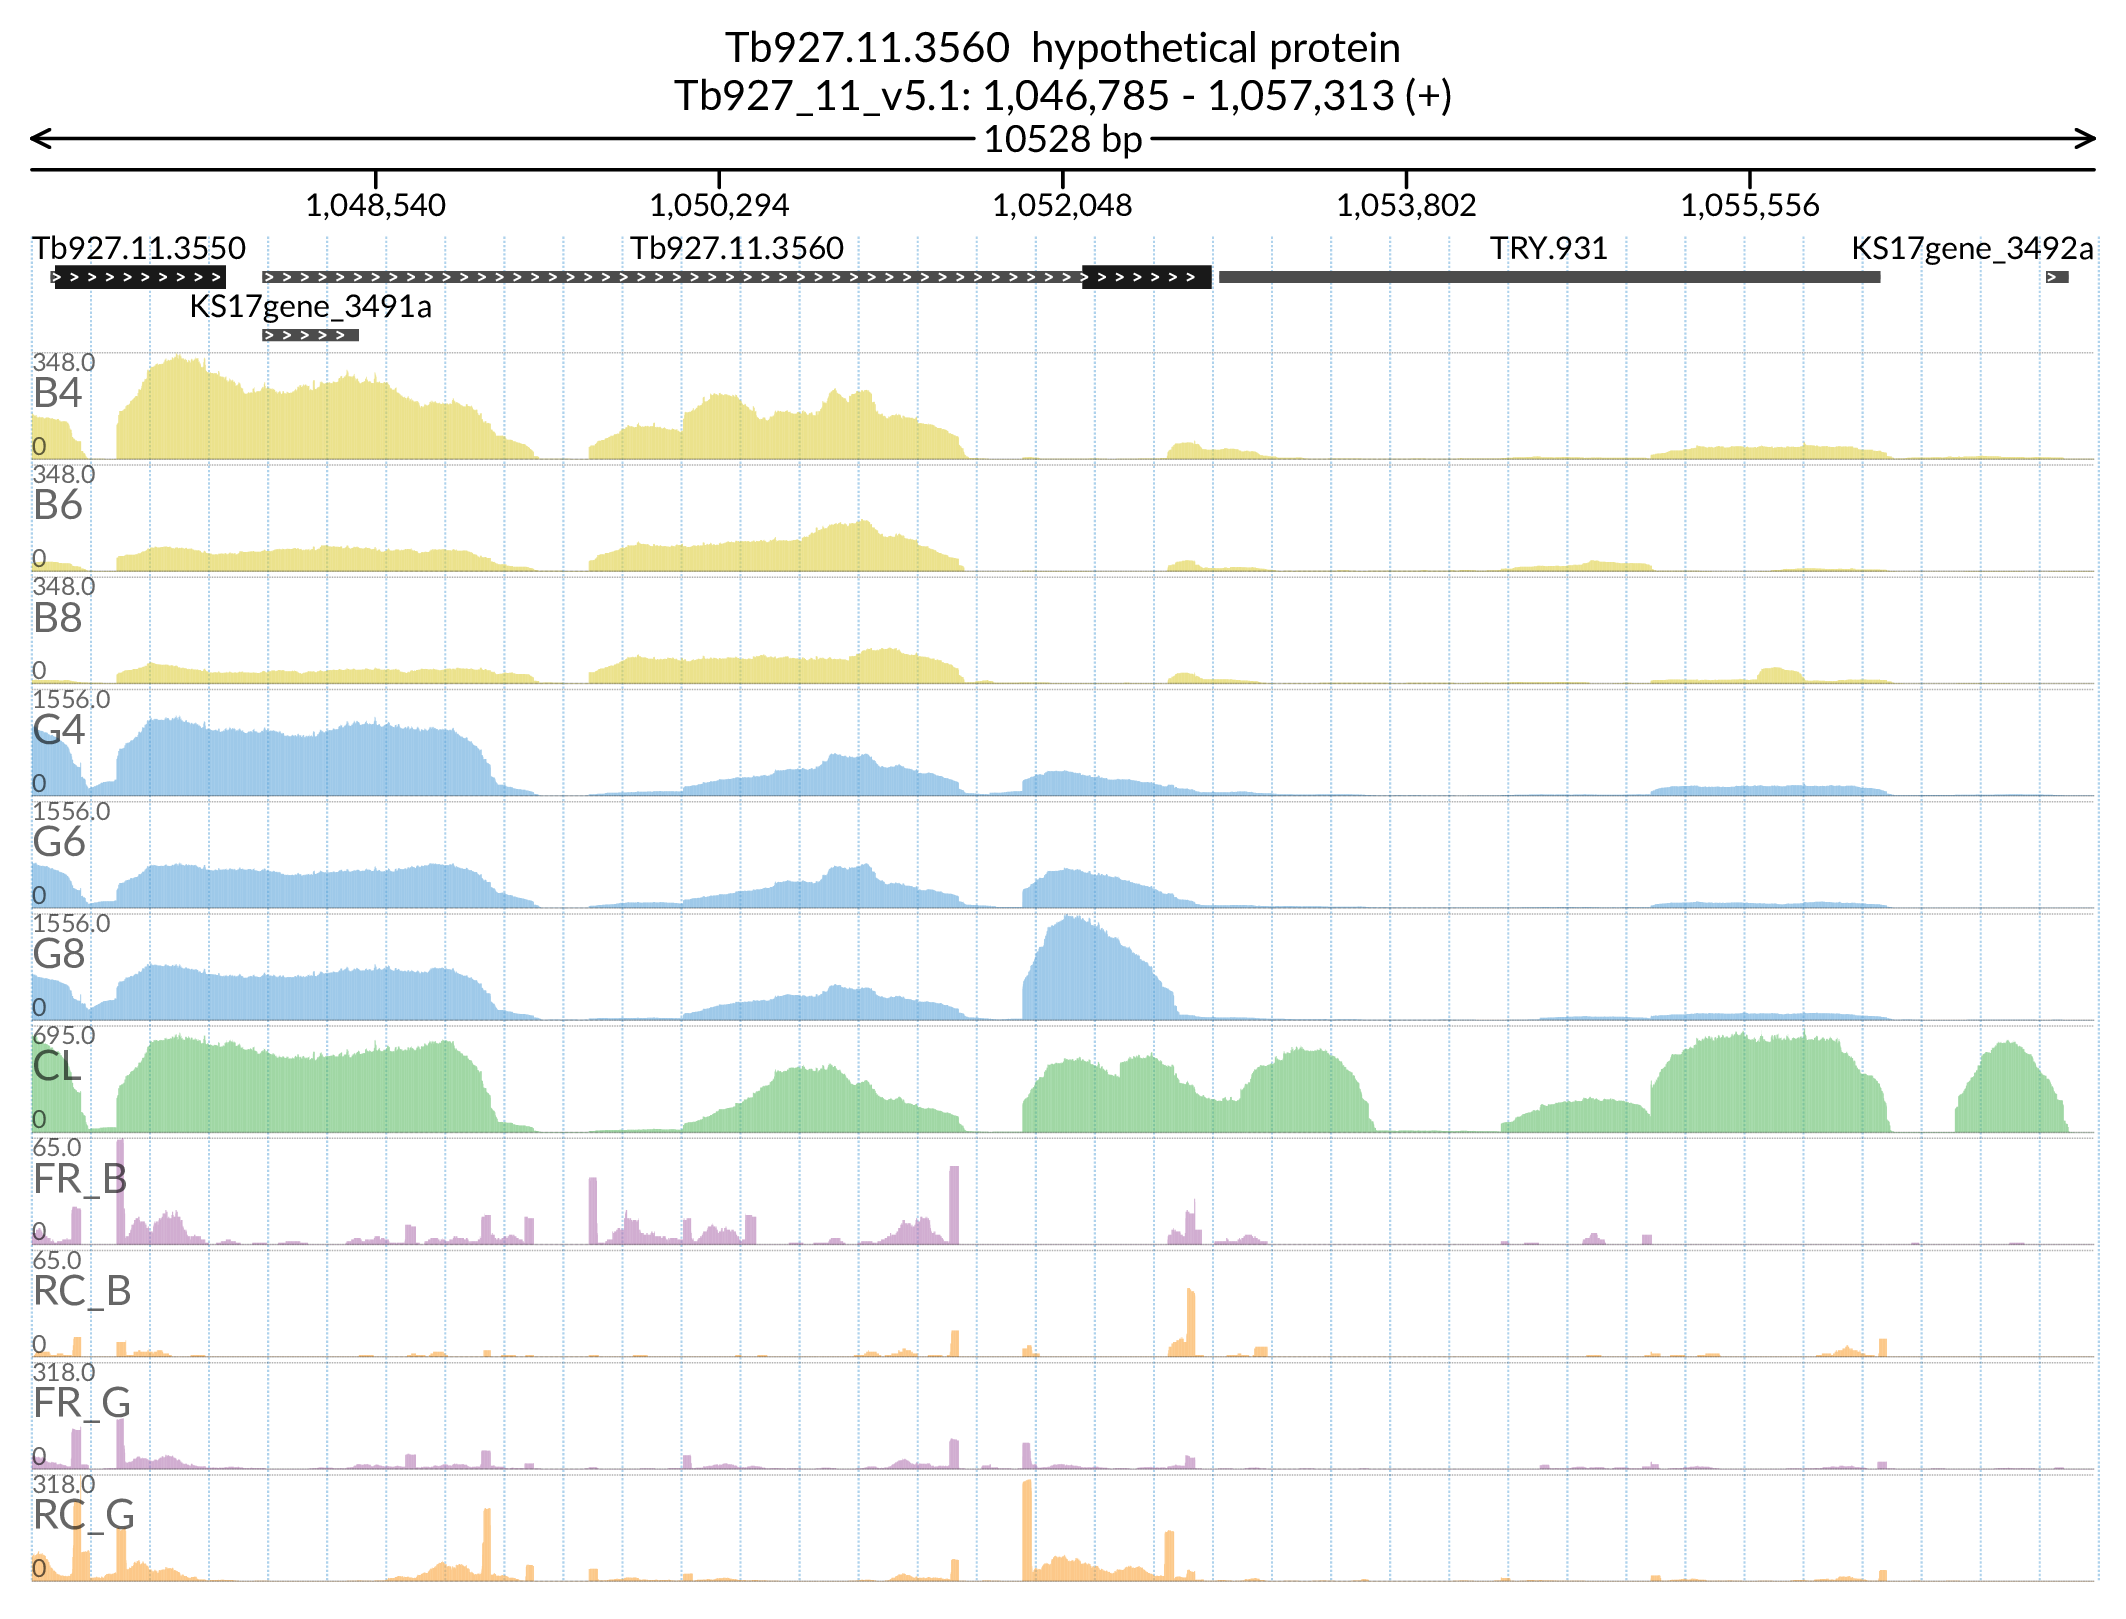 Tb927.11.3560  hypothetical protein
Tb927_11_v5.1: 1,046,785 - 1,057,313 (+)
10528 bp
1,048,540 1,050,294 1,052,048 1,053,802 1,055,556
Tb927.11.3550 Tb927.11.3560 TRY.931 KS17gene_3492a
KS17gene_3491a
348.0
B4
0
348.0
B6
0
348.0
B8
0
1556.0
G4
0
1556.0
G6
0
1556.0
G8
0
695.0
CL
0
65.0
FR_B
0
65.0
RC_B
0
318.0
FR_G
0
318.0
RC_G
0